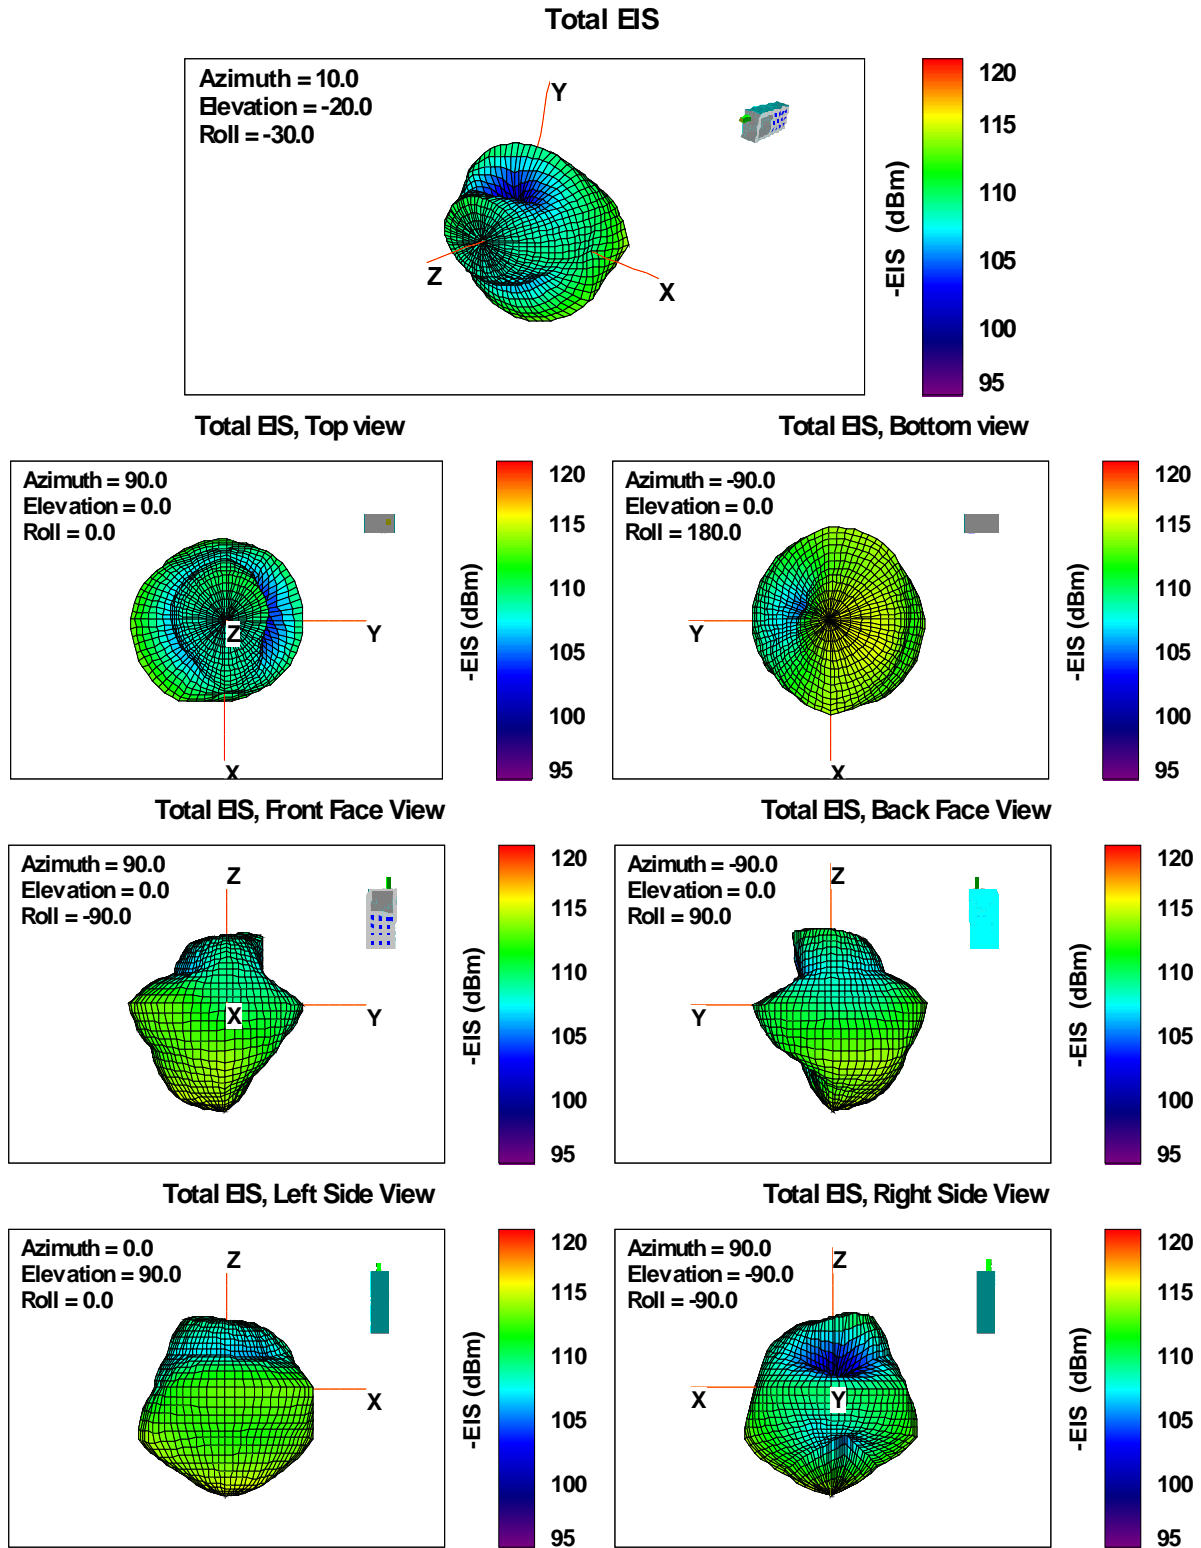 Total EIS
Azimuth = 10.0
Elevation = -20.0
Roll = -30.0
Y
Z
X
120
115
110
105
100
95
-EIS (dBm)
Total EIS, Top view
Azimuth = 90.0
Elevation = 0.0
Roll = 0.0
Z
Y
X
120
115
110
105
100
95
-EIS (dBm)
Total EIS, Bottom view
Azimuth = -90.0
Elevation = 0.0
Roll = 180.0
Y
X
120
115
110
105
100
95
-EIS (dBm)
Total EIS, Front Face View
Azimuth = 90.0
Elevation = 0.0
Roll = -90.0
Z
X
Y
120
115
110
105
100
95
-EIS (dBm)
Total EIS, Back Face View
Azimuth = -90.0
Elevation = 0.0
Roll = 90.0
Z
Y
120
115
110
105
100
95
-EIS (dBm)
Total EIS, Left Side View
Azimuth = 0.0
Elevation = 90.0
Roll = 0.0
Z
X
120
115
110
105
100
95
-EIS (dBm)
Total EIS, Right Side View
Azimuth = 90.0
Elevation = -90.0
Roll = -90.0
Z
X
Y
120
115
110
105
100
95
-EIS (dBm)